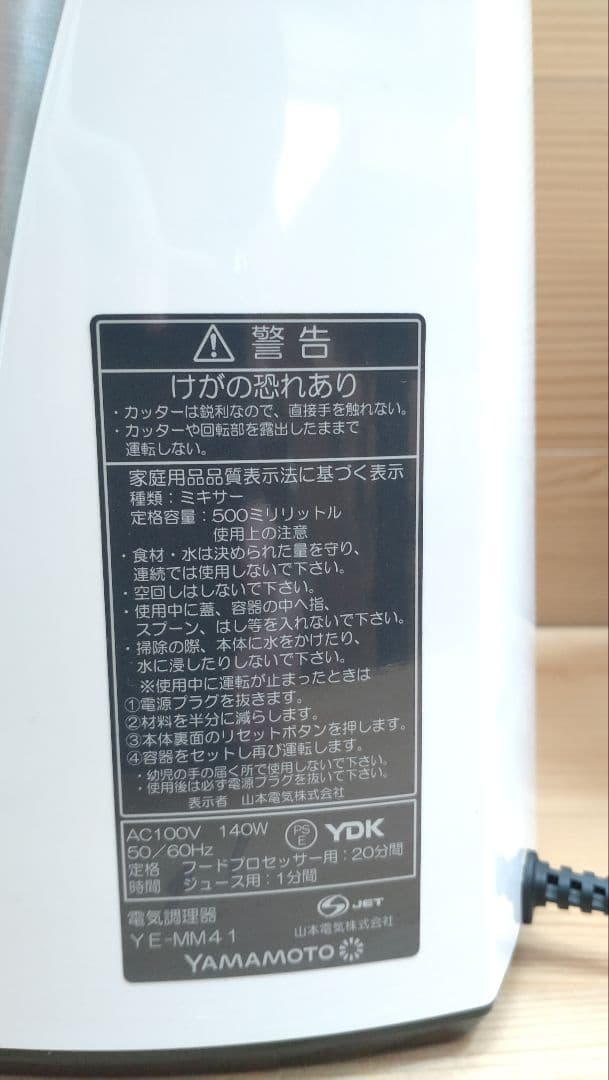 警告
けがの恐れあり
・カッターは鋭利なので、直接手を触れない。
・カッターや回転部を露出したままで
運転しない。
家庭用品品質表示法に基づく表示
種類：ミキサー
定格容量：500ミリリットル
使用上の注意
・食材・水は決められた量を守り、
連続では使用しないで下さい。
・空回しはしないで下さい。
・使用中に蓋、容器の中へ指、
スプーン、はし等を入れないで下さい。
・掃除の際、本体に水をかけたり、
水に浸したりしないで下さい。
※使用中に運転が止まったときは
①電源プラグを抜きます。
②材料を半分に減らします。
③本体裏面のリセットボタンを押します。
④容器をセットし再び運転します。
・幼児の手の届く所で使用しないで下さい。
・使用後は必ず電源プラグを抜いて下さい。
表示者 山本電気株式会社
AC100V 140W PSE YDK
50／60Hz
定格 フードプロセッサー用：20分間
時間 ジュース用：1分間
電気調理器 JET
YE-MM41 山本電気株式会社
YAMAMOTO